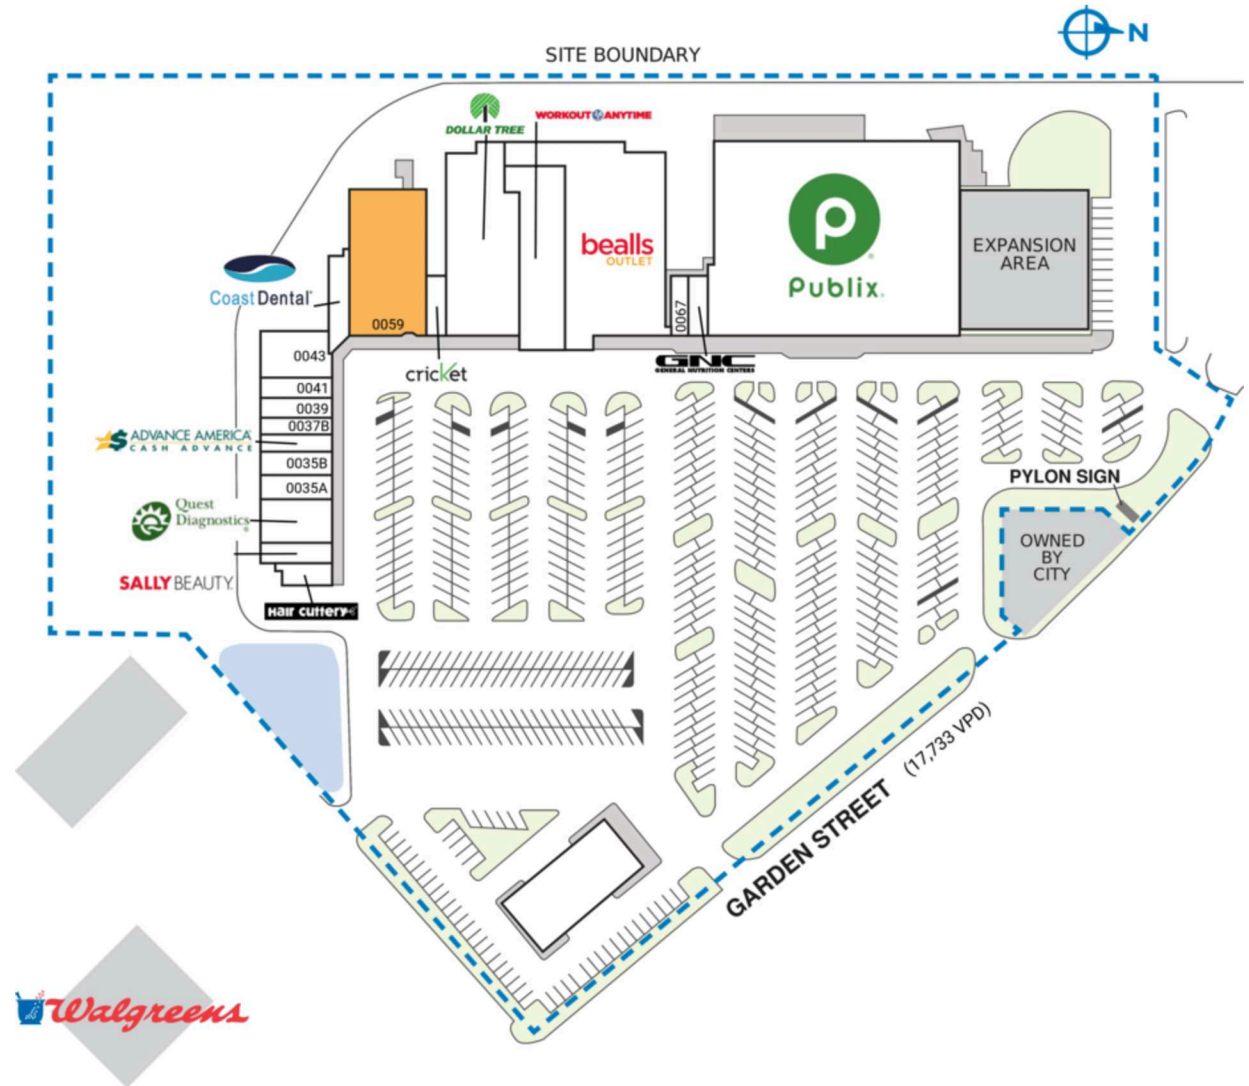 N
SITE BOUNDARY
DOLLAR TREE
WORKOUT ANYTIME
bealls
OUTLET
Publix®
EXPANSION
AREA
Coast Dental®
0059
0067
0043
cricket
GNC
GENERAL NUTRITION CENTERS
0041
0039
0037B
ADVANCE AMERICA
CASH ADVANCE
0035B
0035A
PYLON SIGN
Quest
Diagnostics®
OWNED
BY
CITY
SALLY BEAUTY
Hair Cuttery
GARDEN STREET (17,733 VPD)
Walgreens